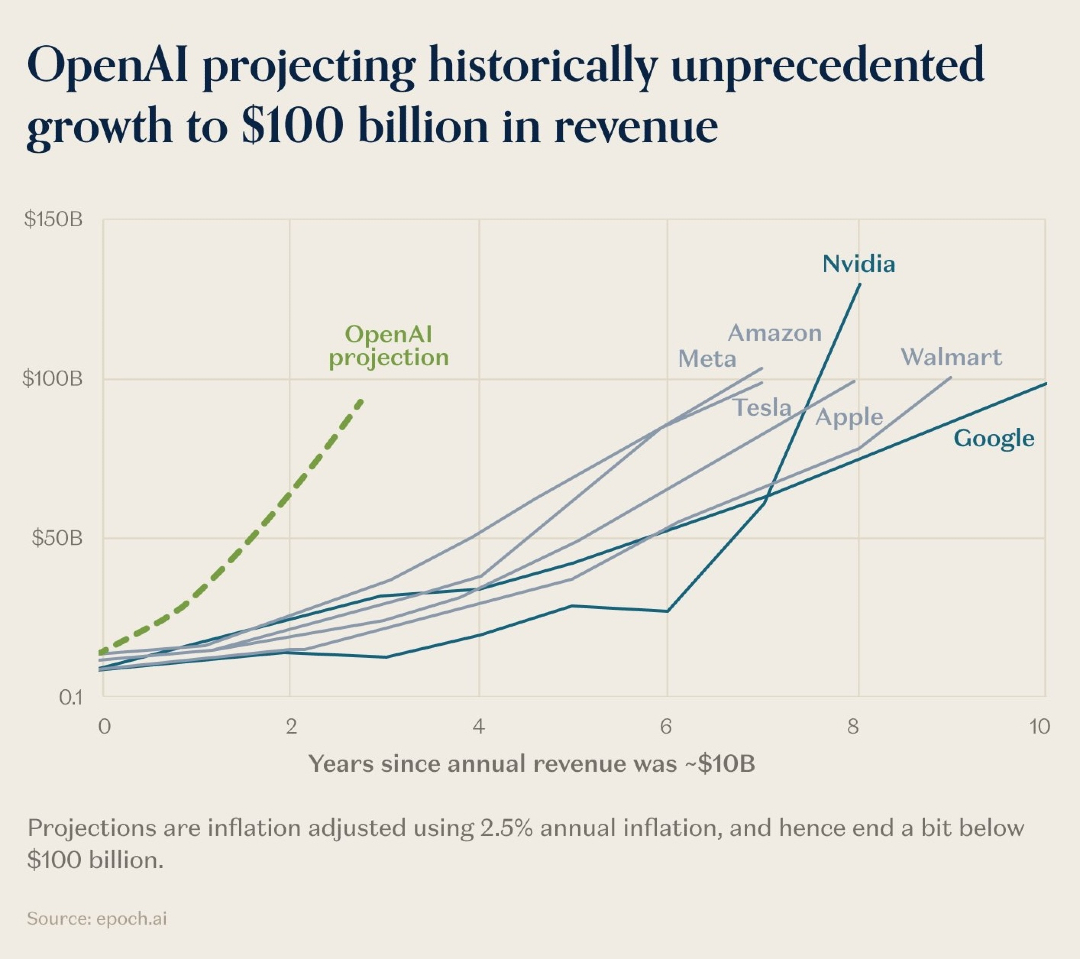 OpenAI projecting historically unprecedented
growth to $100 billion in revenue
$150B
Nvidia
OpenAI
projection
Amazon
Meta
Walmart
$100B
Tesla
Apple
Google
$50B
0.1
0
2
4
6
8
10
Years since annual revenue was ~$10B
Projections are inflation adjusted using 2.5% annual inflation, and hence end a bit below
$100 billion.
Source: epoch.ai